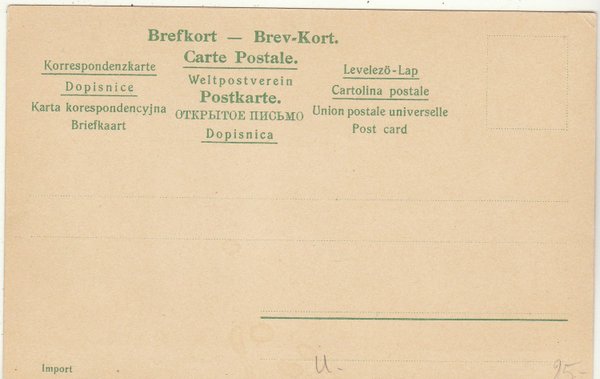 Brefkort — Brev-Kort.
Carte Postale.
Weltpostverein
Postkarte.
ОТКРЫТОЕ ПИСЬМО
Dopisnica
Korrespondenzkarte
Dopisnice
Karta korespondencyjna
Briefkaart
Levelező-Lap
Cartolina postale
Union postale universelle
Post card
Import
U-
95-